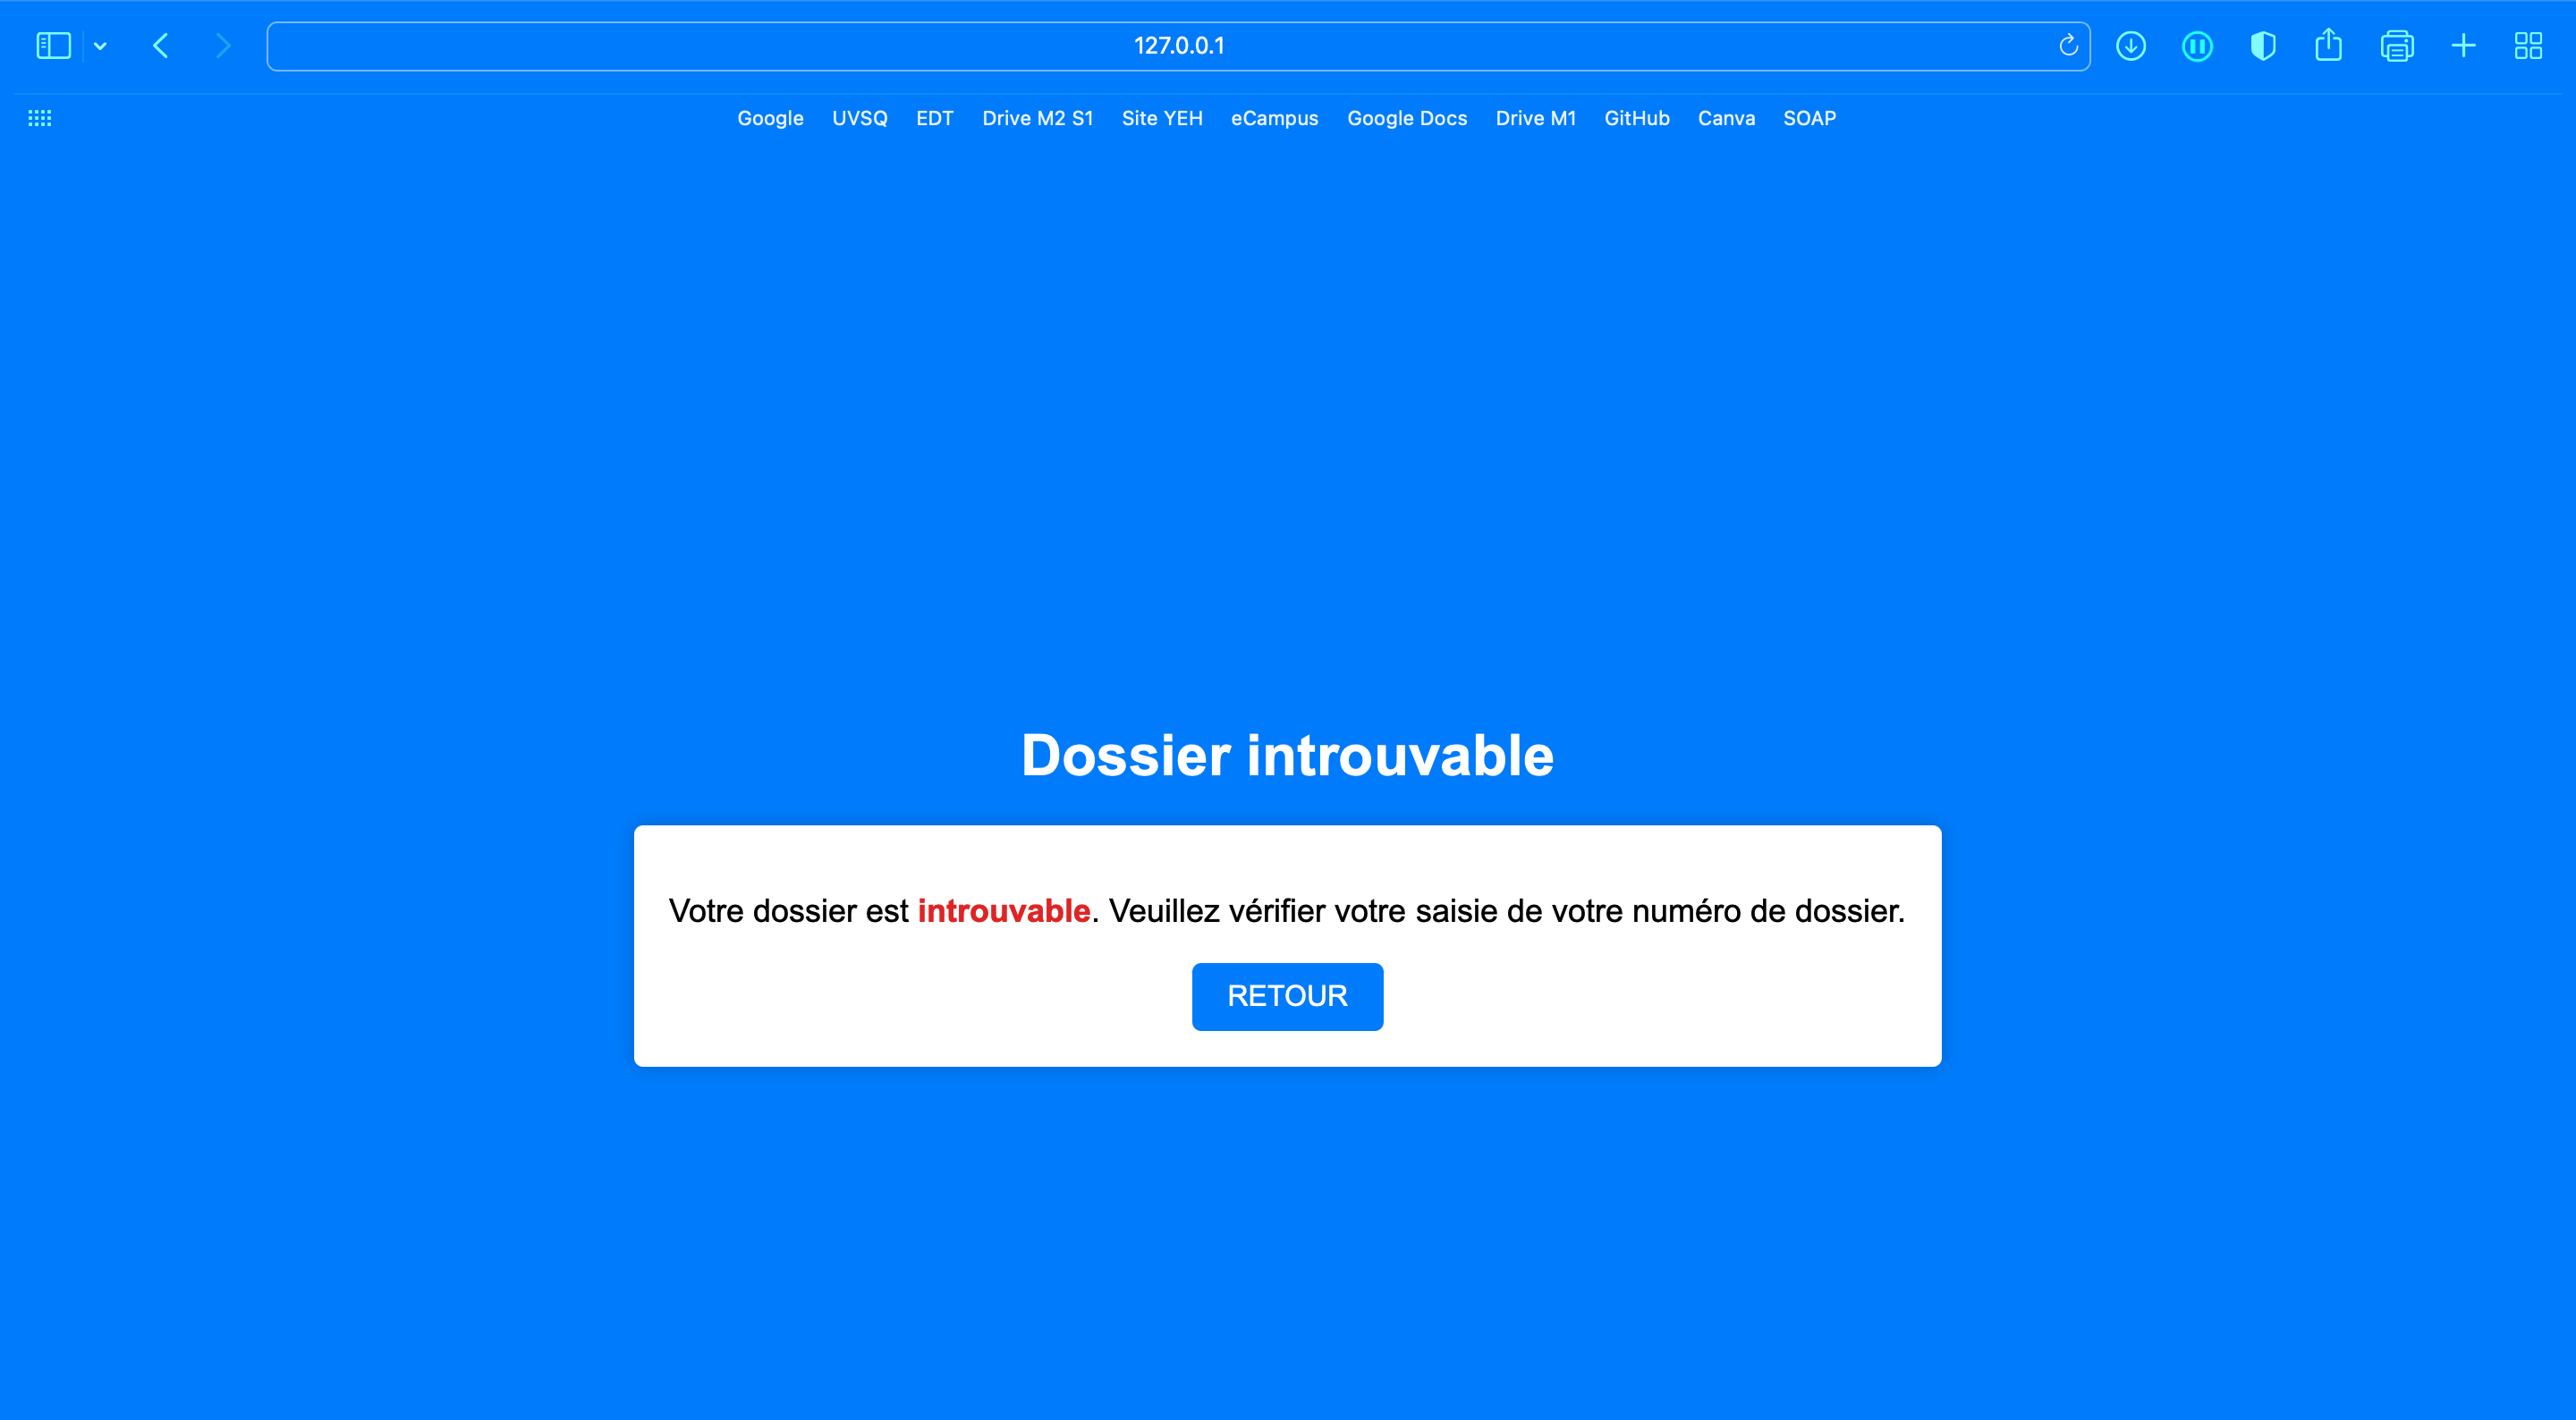 127.0.0.1
Google UVSQ EDT Drive M2 S1 Site YEH eCampus Google Docs Drive M1 GitHub Canva SOAP
Dossier introuvable
Votre dossier est introuvable. Veuillez vérifier votre saisie de votre numéro de dossier.
RETOUR